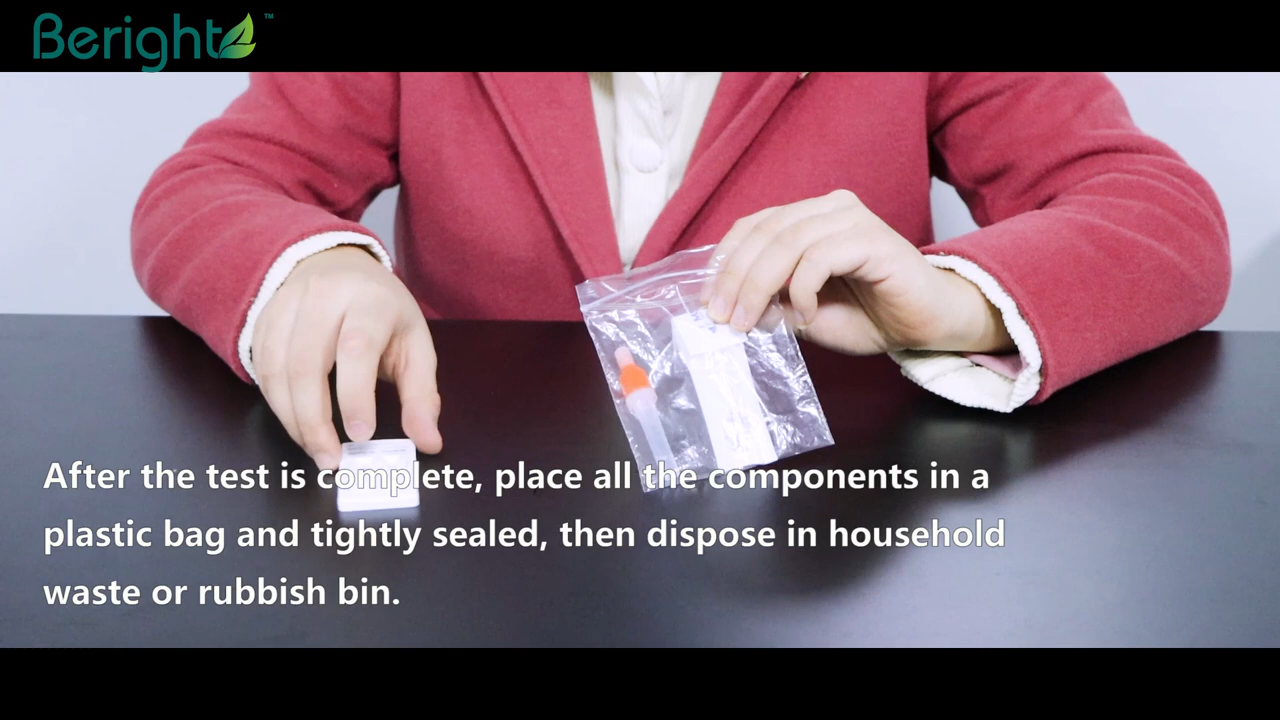 Beright™
After the test is complete, place all the components in a
plastic bag and tightly sealed, then dispose in household
waste or rubbish bin.